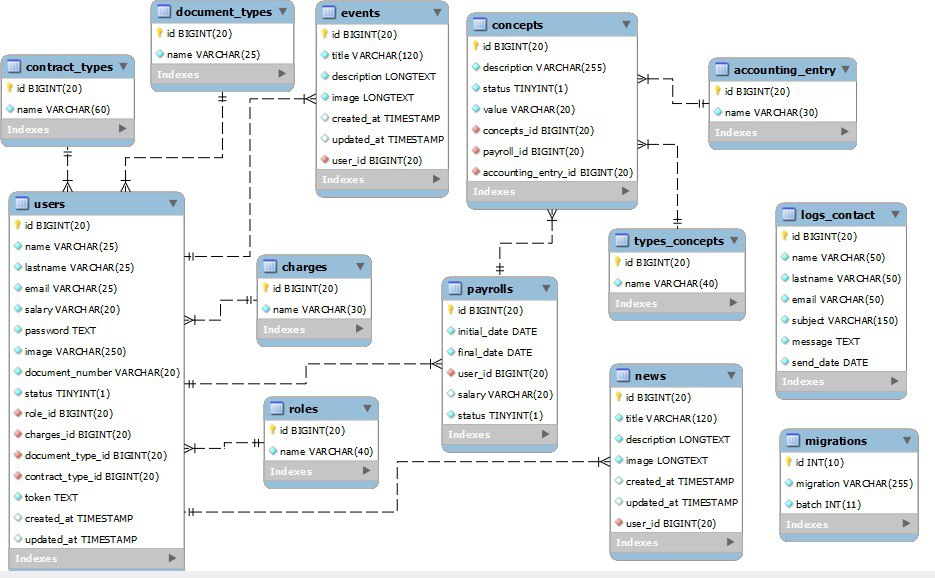 document_types
id BIGINT(20)
name VARCHAR(25)
Indexes
events
id BIGINT(20)
title VARCHAR(120)
description LONGTEXT
image LONGTEXT
created_at TIMESTAMP
updated_at TIMESTAMP
user_id BIGINT(20)
Indexes
concepts
id BIGINT(20)
description VARCHAR(255)
status TINYINT(1)
value VARCHAR(20)
concepts_id BIGINT(20)
payroll_id BIGINT(20)
accounting_entry_id BIGINT(20)
Indexes
contract_types
id BIGINT(20)
name VARCHAR(60)
Indexes
accounting_entry
id BIGINT(20)
name VARCHAR(30)
Indexes
users
id BIGINT(20)
name VARCHAR(25)
lastname VARCHAR(25)
email VARCHAR(25)
salary VARCHAR(20)
password TEXT
image VARCHAR(250)
document_number VARCHAR(20)
status TINYINT(1)
role_id BIGINT(20)
charges_id BIGINT(20)
document_type_id BIGINT(20)
contract_type_id BIGINT(20)
token TEXT
created_at TIMESTAMP
updated_at TIMESTAMP
Indexes
charges
id BIGINT(20)
name VARCHAR(30)
Indexes
roles
id BIGINT(20)
name VARCHAR(40)
Indexes
payrolls
id BIGINT(20)
initial_date DATE
final_date DATE
user_id BIGINT(20)
salary VARCHAR(20)
status TINYINT(1)
Indexes
types_concepts
id BIGINT(20)
name VARCHAR(40)
Indexes
news
id BIGINT(20)
title VARCHAR(120)
description LONGTEXT
image LONGTEXT
created_at TIMESTAMP
updated_at TIMESTAMP
user_id BIGINT(20)
Indexes
logs_contact
id BIGINT(20)
name VARCHAR(50)
lastname VARCHAR(50)
email VARCHAR(50)
subject VARCHAR(150)
message TEXT
send_date DATE
Indexes
migrations
id INT(10)
migration VARCHAR(255)
batch INT(11)
Indexes